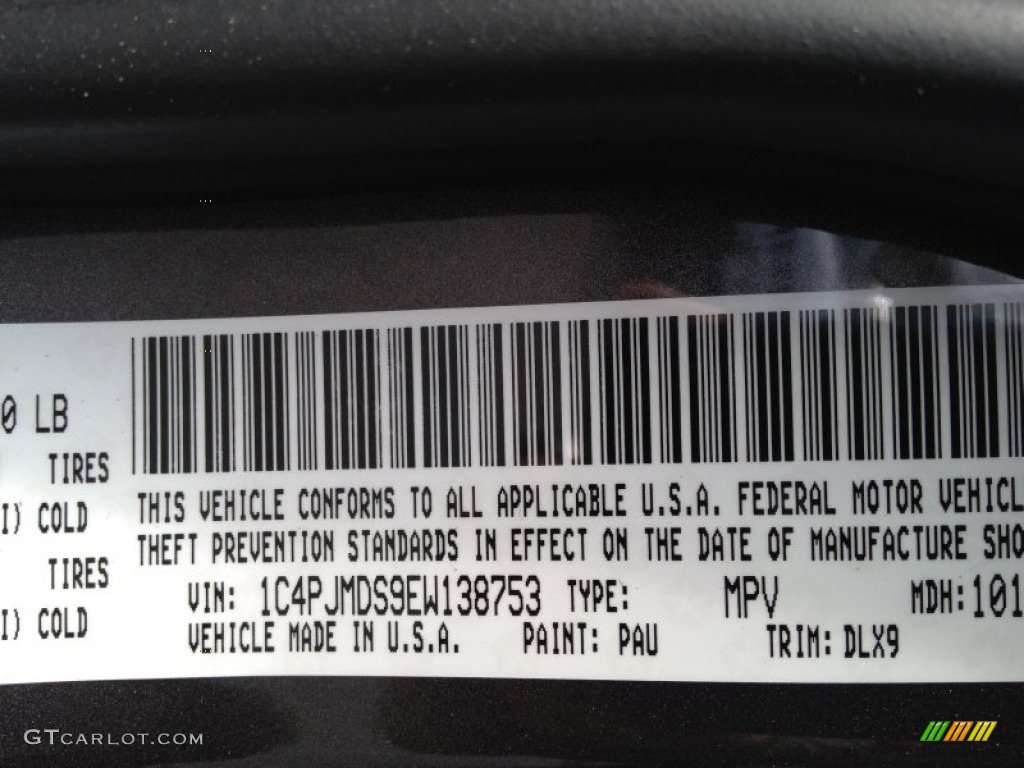 0 LB
TIRES
I) COLD
TIRES
I) COLD
THIS VEHICLE CONFORMS TO ALL APPLICABLE U.S.A. FEDERAL MOTOR VEHICL
THEFT PREVENTION STANDARDS IN EFFECT ON THE DATE OF MANUFACTURE SHO
VIN: 1C4PJMDS9EW138753 TYPE: MPV MDH: 101
VEHICLE MADE IN U.S.A. PAINT: PAU TRIM: DLX9
GTCARLOT.COM